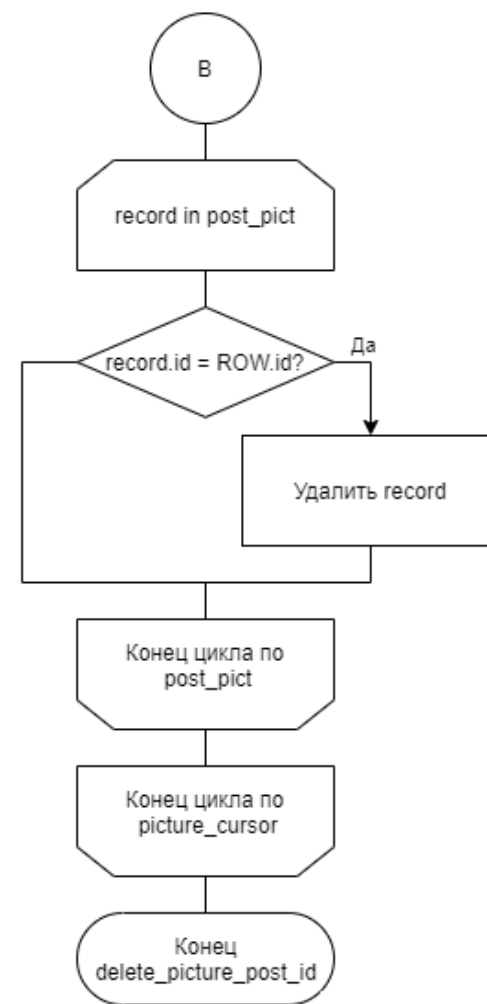 B
record in post_pict
record.id = ROW.id?
Да
Удалить record
Конец цикла по
post_pict
Конец цикла по
picture_cursor
Конец
delete_picture_post_id